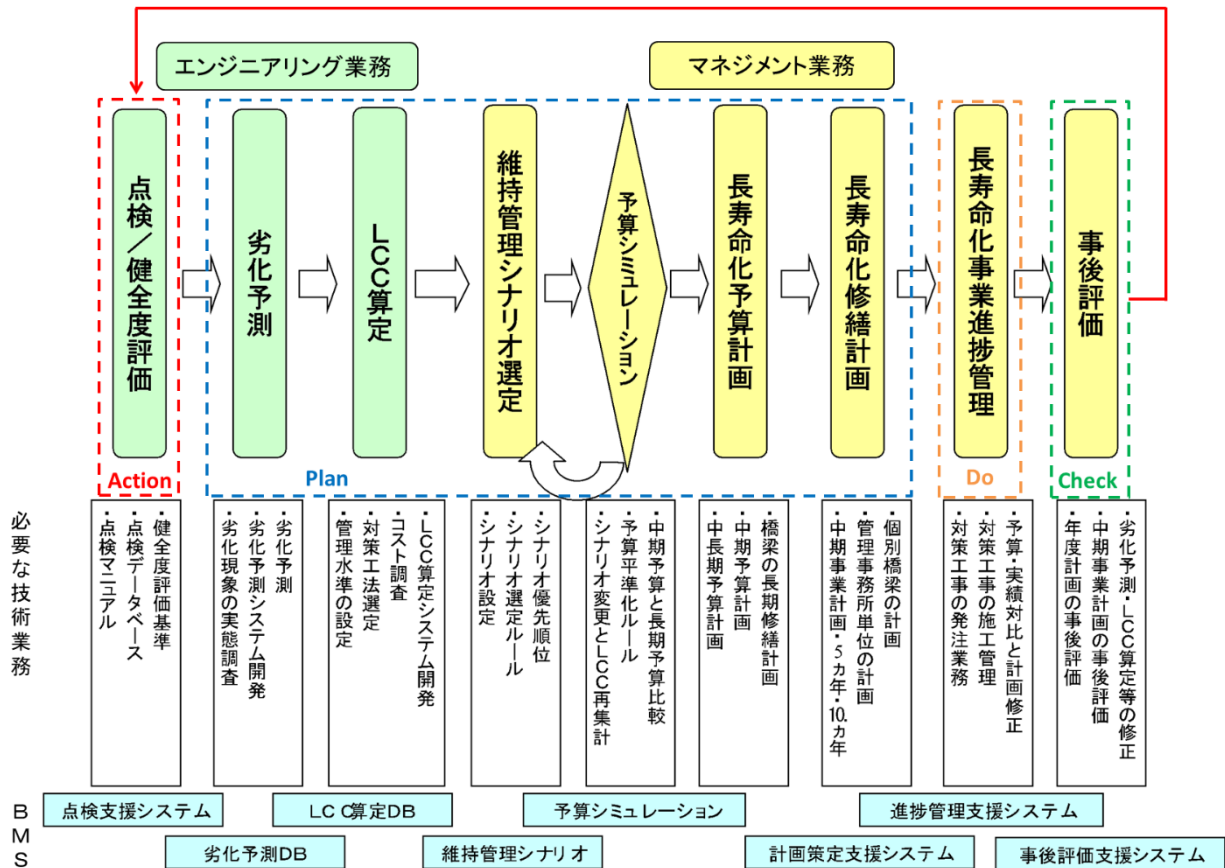 エンジニアリング業務
マネジメント業務
点検／健全度評価
劣化予測
LCC算定
維持管理シナリオ選定
予算シミュレーション
長寿命化予算計画
長寿命化修繕計画
長寿命化事業進捗管理
事後評価
Action
Plan
Do
Check
必要な技術業務
・健全度評価基準
・点検データベース
・点検マニュアル
・劣化予測
・劣化予測システム開発
・劣化現象の実態調査
・LCC算定システム開発
・コスト調査
・対策工法選定
・管理水準の設定
・シナリオ優先順位
・シナリオ選定ルール
・シナリオ設定
・中期予算と長期予算比較
・予算平準化ルール
・シナリオ変更とLCC再集計
・橋梁の長期修繕計画
・中期予算計画
・中長期予算計画
・個別橋梁の計画
・管理事務所単位の計画
・中期事業計画・5カ年・10.カ年
・予算・実績対比と計画修正
・対策工事の施工管理
・対策工事の発注業務
・劣化予測・LCC算定等の修正
・中期事業計画の事後評価
・年度計画の事後評価
BMS
点検支援システム
LCC算定DB
予算シミュレーション
進捗管理支援システム
劣化予測DB
維持管理シナリオ
計画策定支援システム
事後評価支援システム